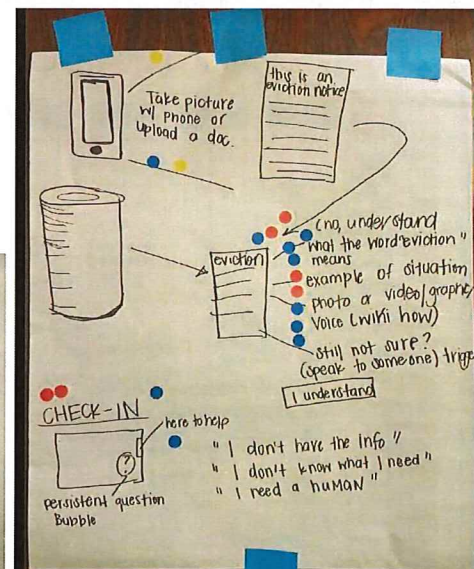 Take picture
w/ phone or
upload a doc.
this is an
eviction notice
eviction
(no, understand
what the word "eviction"
means
example of situation
photo or video/graphic
voice (wiki how)
still not sure?
(speak to someone)
I understand
CHECK-IN
here to help
?
persistent question
Bubble
" I don't have the info "
" I don't know what I need "
" I need a huMAN "